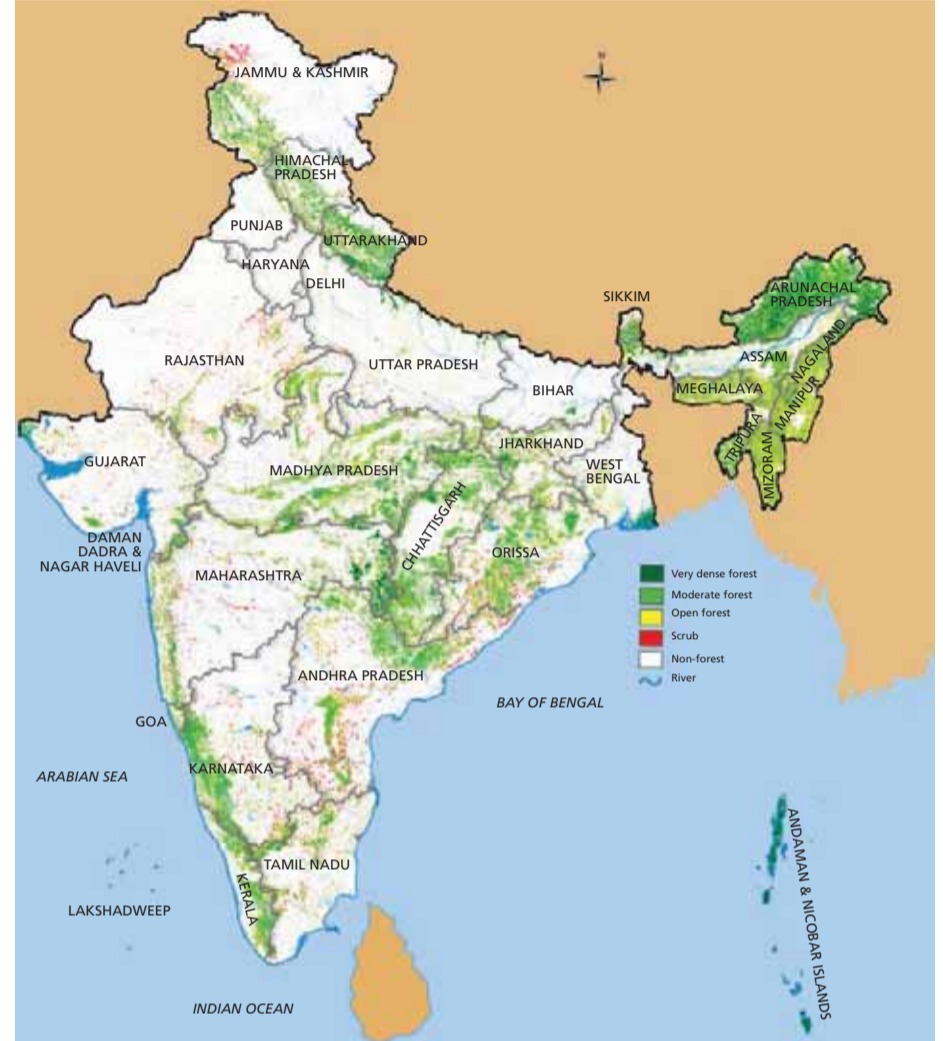 JAMMU & KASHMIR
HIMACHAL
PRADESH
PUNJAB
UTTARAKHAND
HARYANA
DELHI
SIKKIM
ARUNACHAL
PRADESH
RAJASTHAN
UTTAR PRADESH
ASSAM
NAGALAND
BIHAR
MEGHALAYA
MANIPUR
TRIPURA
MIZORAM
JHARKHAND
GUJARAT
MADHYA PRADESH
WEST
BENGAL
CHHATTISGARH
DAMAN
DADRA &
NAGAR HAVELI
ORISSA
MAHARASHTRA
Very dense forest
Moderate forest
Open forest
Scrub
Non-forest
River
ANDHRA PRADESH
BAY OF BENGAL
GOA
KARNATAKA
ARABIAN SEA
TAMIL NADU
KERALA
LAKSHADWEEP
ANDAMAN & NICOBAR ISLANDS
INDIAN OCEAN